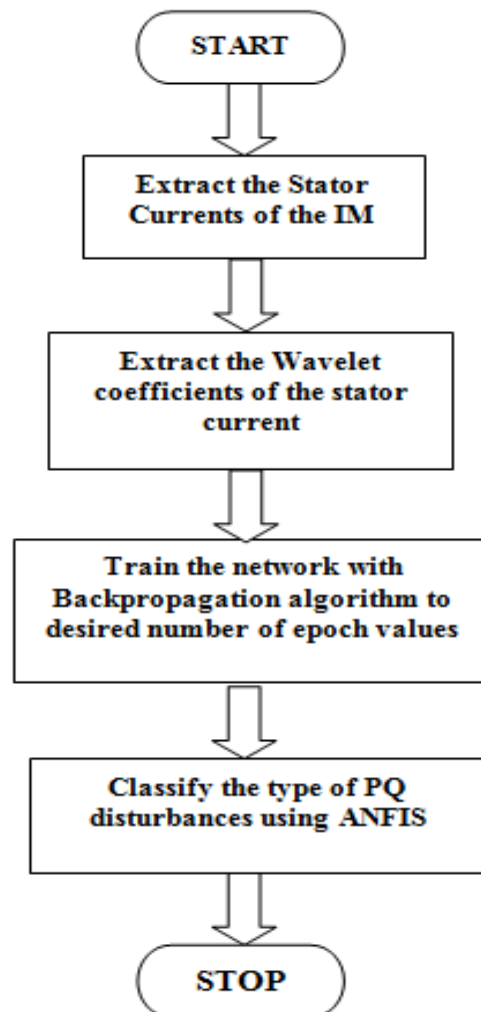 START
Extract the Stator
Currents of the IM
Extract the Wavelet
coefficients of the stator
current
Train the network with
Backpropagation algorithm to
desired number of epoch values
Classify the type of PQ
disturbances using ANFIS
STOP